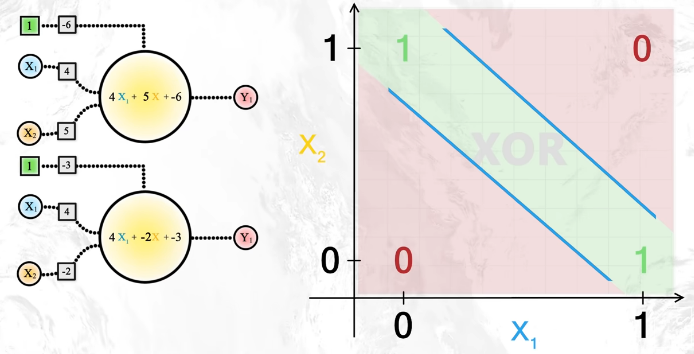 1 -6
X₁ 4
4 X₁+ 5 X +-6
Y₁
X₂ 5
1 -3
X₁ 4
4 X₁+ -2X +-3
Y₁
X₂ -2
1 1 0
X₂ XOR
0 0 1
0 1
X₁